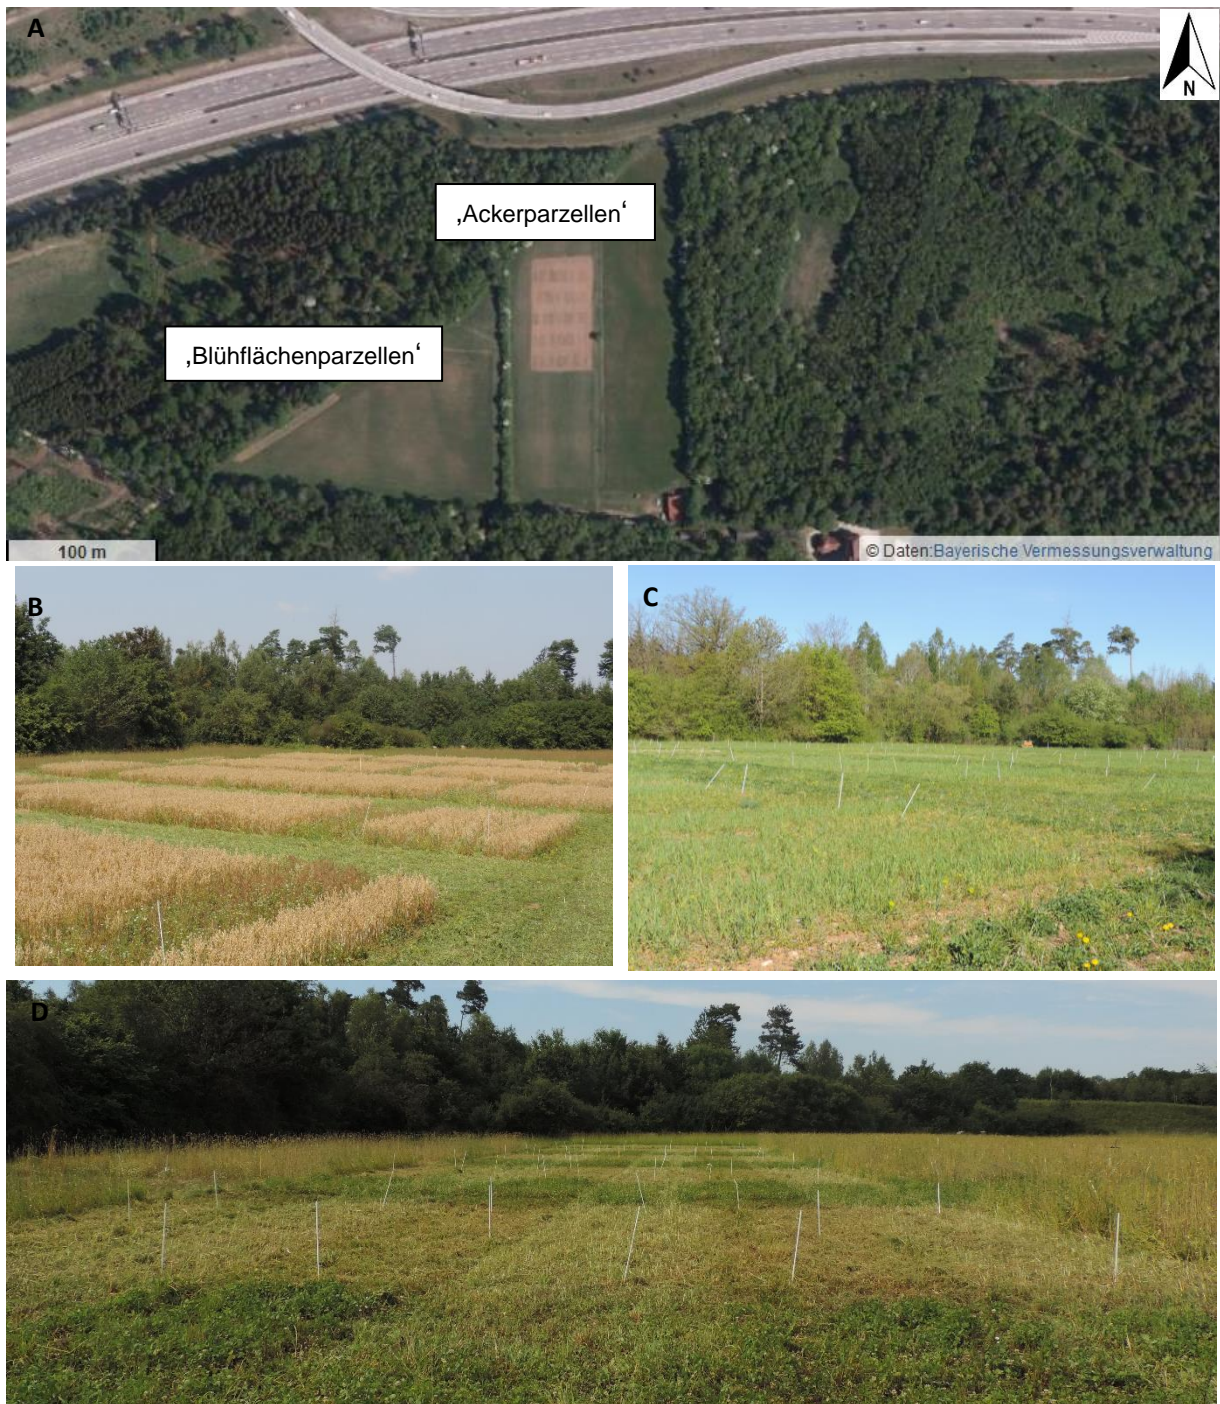 A
N
‚Ackerparzellen‘
‚Blühflächenparzellen‘
100 m
© Daten:Bayerische Vermessungsverwaltung
B
C
D